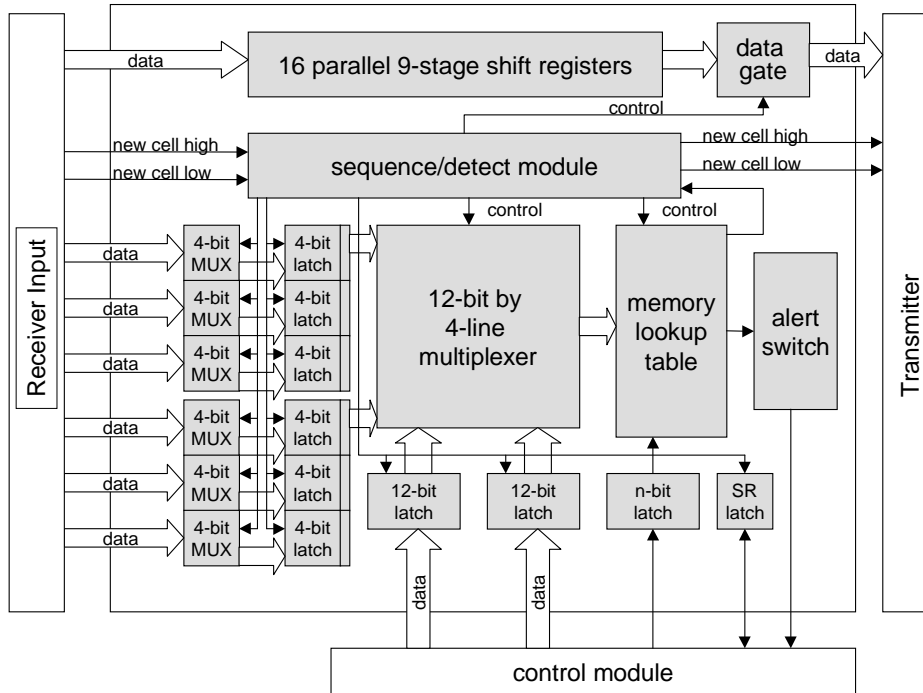 data
16 parallel 9-stage shift registers
data
gate
data
control
new cell high
new cell low
sequence/detect module
new cell high
new cell low
control
control
Receiver Input
Transmitter
data
4-bit
MUX
4-bit
latch
data
4-bit
MUX
4-bit
latch
data
4-bit
MUX
4-bit
latch
data
4-bit
MUX
4-bit
latch
data
4-bit
MUX
4-bit
latch
data
4-bit
MUX
4-bit
latch
12-bit by
4-line
multiplexer
memory
lookup
table
alert
switch
12-bit
latch
12-bit
latch
n-bit
latch
SR
latch
data
data
control module